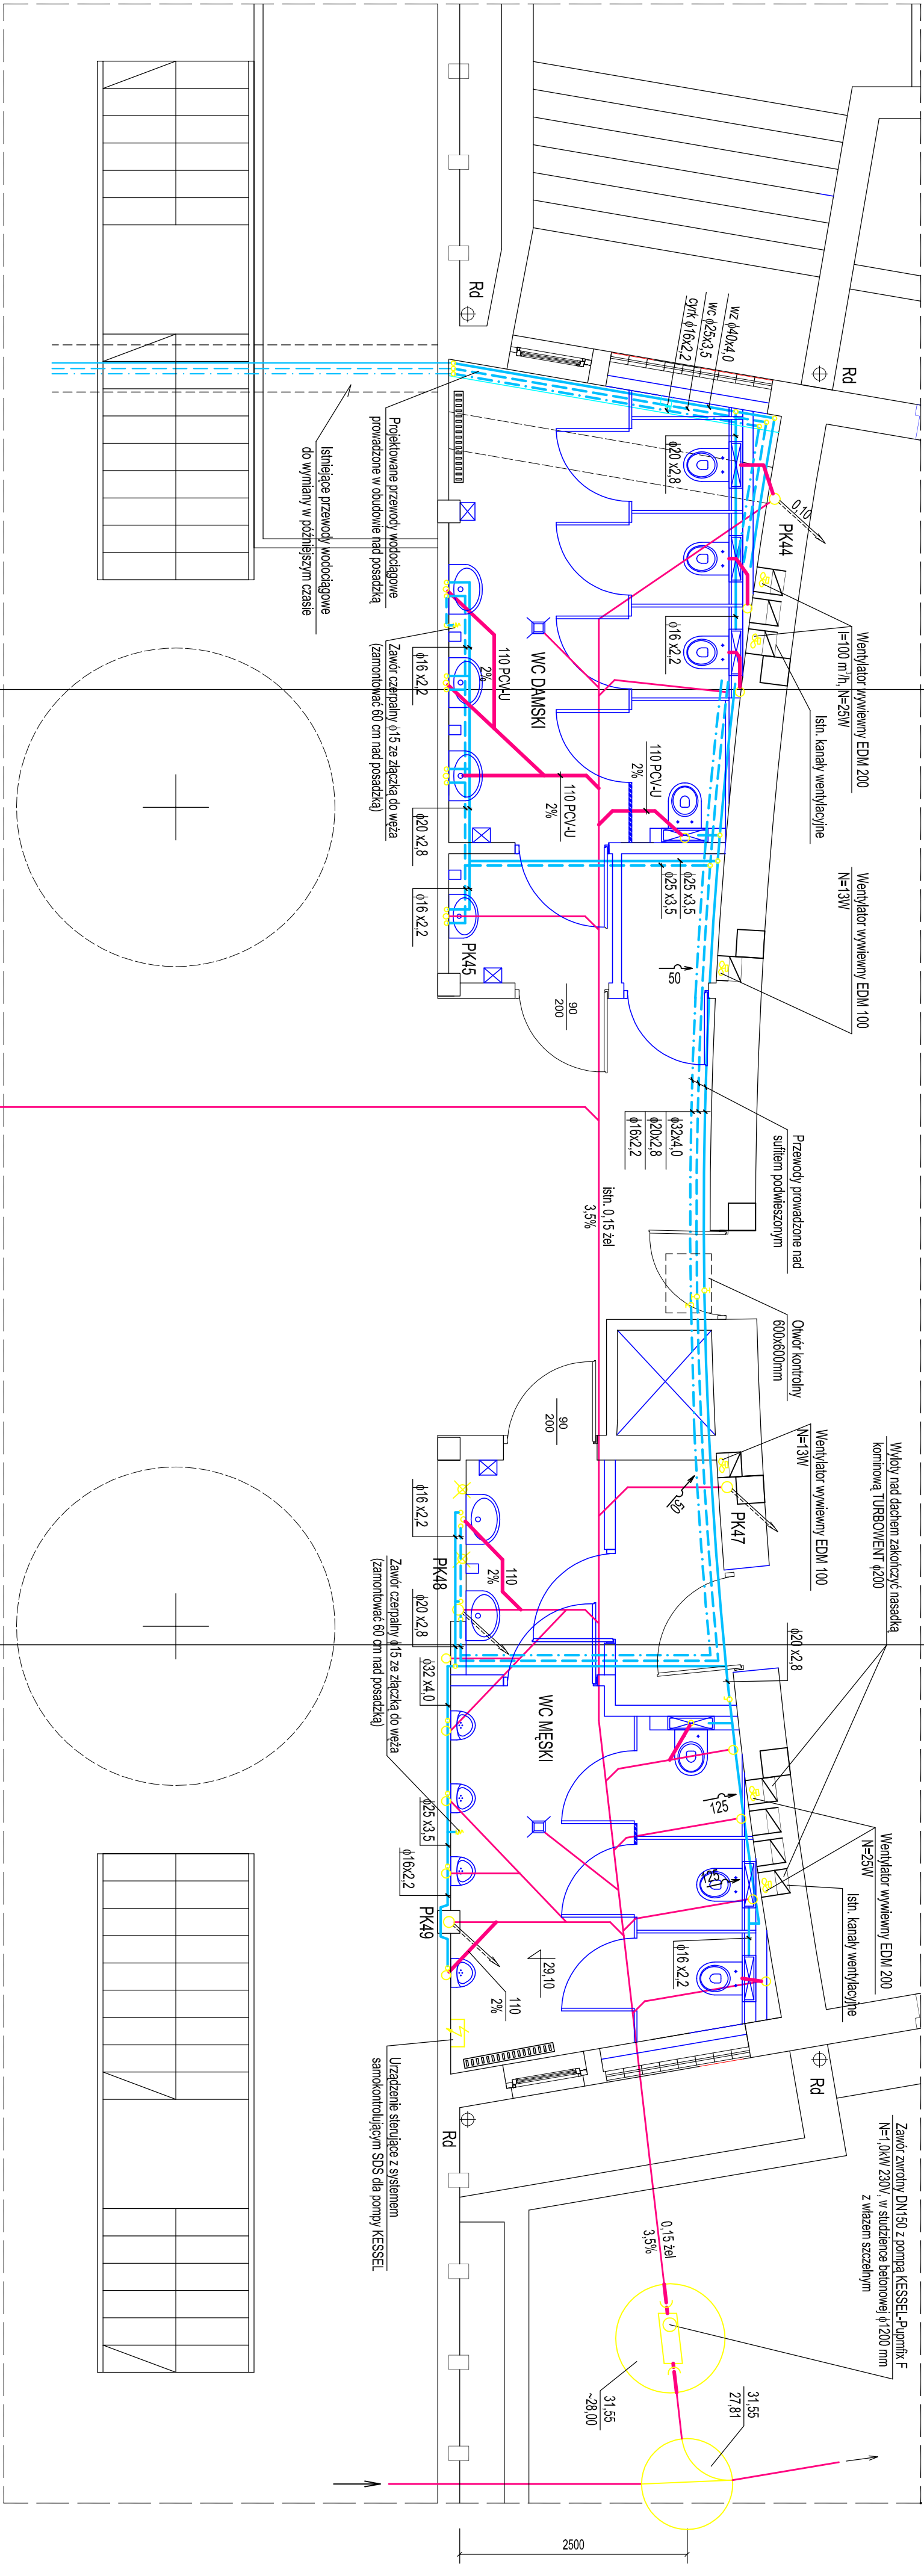 Rd
Rd
wz ϕ40x4,0
wc ϕ25x3,5
cyrk ϕ16x2,2
ϕ20 x2,8
0,10
PK44
Wentylator wywiewny EDM 200
I=100 m³/h, N=25W
Istn. kanały wentylacyjne
ϕ16 x2,2
Projektowane przewody wodociągowe
prowadzone w obudowie nad posadzką
Istniejące przewody wodociągowe
do wymiany w późniejszym czasie
WC DAMSKI
110 PCV-U
2%
110 PCV-U
2%
110 PCV-U
2%
ϕ16 x2,2
Zawór czerpalny ϕ15 ze złączką do węża
(zamontować 60 cm nad posadzką)
ϕ20 x2,8
ϕ16 x2,2
PK45
ϕ25 x3,5
ϕ25 x3,5
Wentylator wywiewny EDM 100
N=13W
50
90
200
Przewody prowadzone nad
sufitem podwieszonym
ϕ32x4,0
ϕ20x2,8
ϕ16x2,2
istn. 0,15 żel
3,5%
Otwór kontrolny
600x600mm
90
200
Wentylator wywiewny EDM 100
N=13W
PK47
50
Wyloty nad dachem zakończyć nasadką
kominową TURBOWENT ϕ200
ϕ16 x2,2
PK48
110
2%
ϕ20 x2,8
ϕ20 x2,8
Zawór czerpalny ϕ15 ze złączką do węża
(zamontować 60 cm nad posadzką)
ϕ32 x4,0
WC MĘSKI
125
125
Wentylator wywiewny EDM 200
N=25W
Istn. kanały wentylacyjne
ϕ25 x3,5
ϕ16x2,2
PK49
29,10
110
2%
ϕ16 x2,2
Urządzenie sterujące z systemem
samokontrolującym SDS dla pompy KESSEL
Rd
Rd
Zawór zwrotny DN150 z pompą KESSEL-Pupmfix F
N=1,0kW 230V, w studzience betonowej ϕ1200 mm
z włazem szczelnym
0,15 żel
3,5%
31,55
~28,00
31,55
27,81
2500